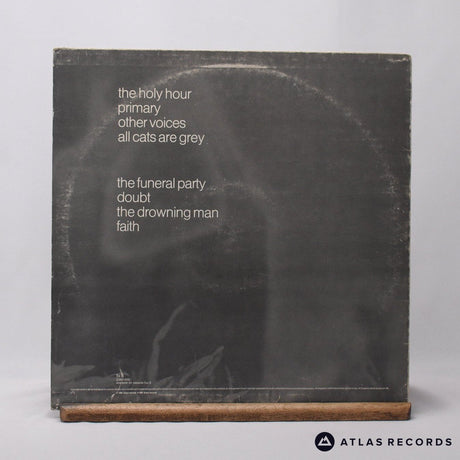 the holy hour
primary
other voices
all cats are grey
the funeral party
doubt
the drowning man
faith
ATLAS RECORDS